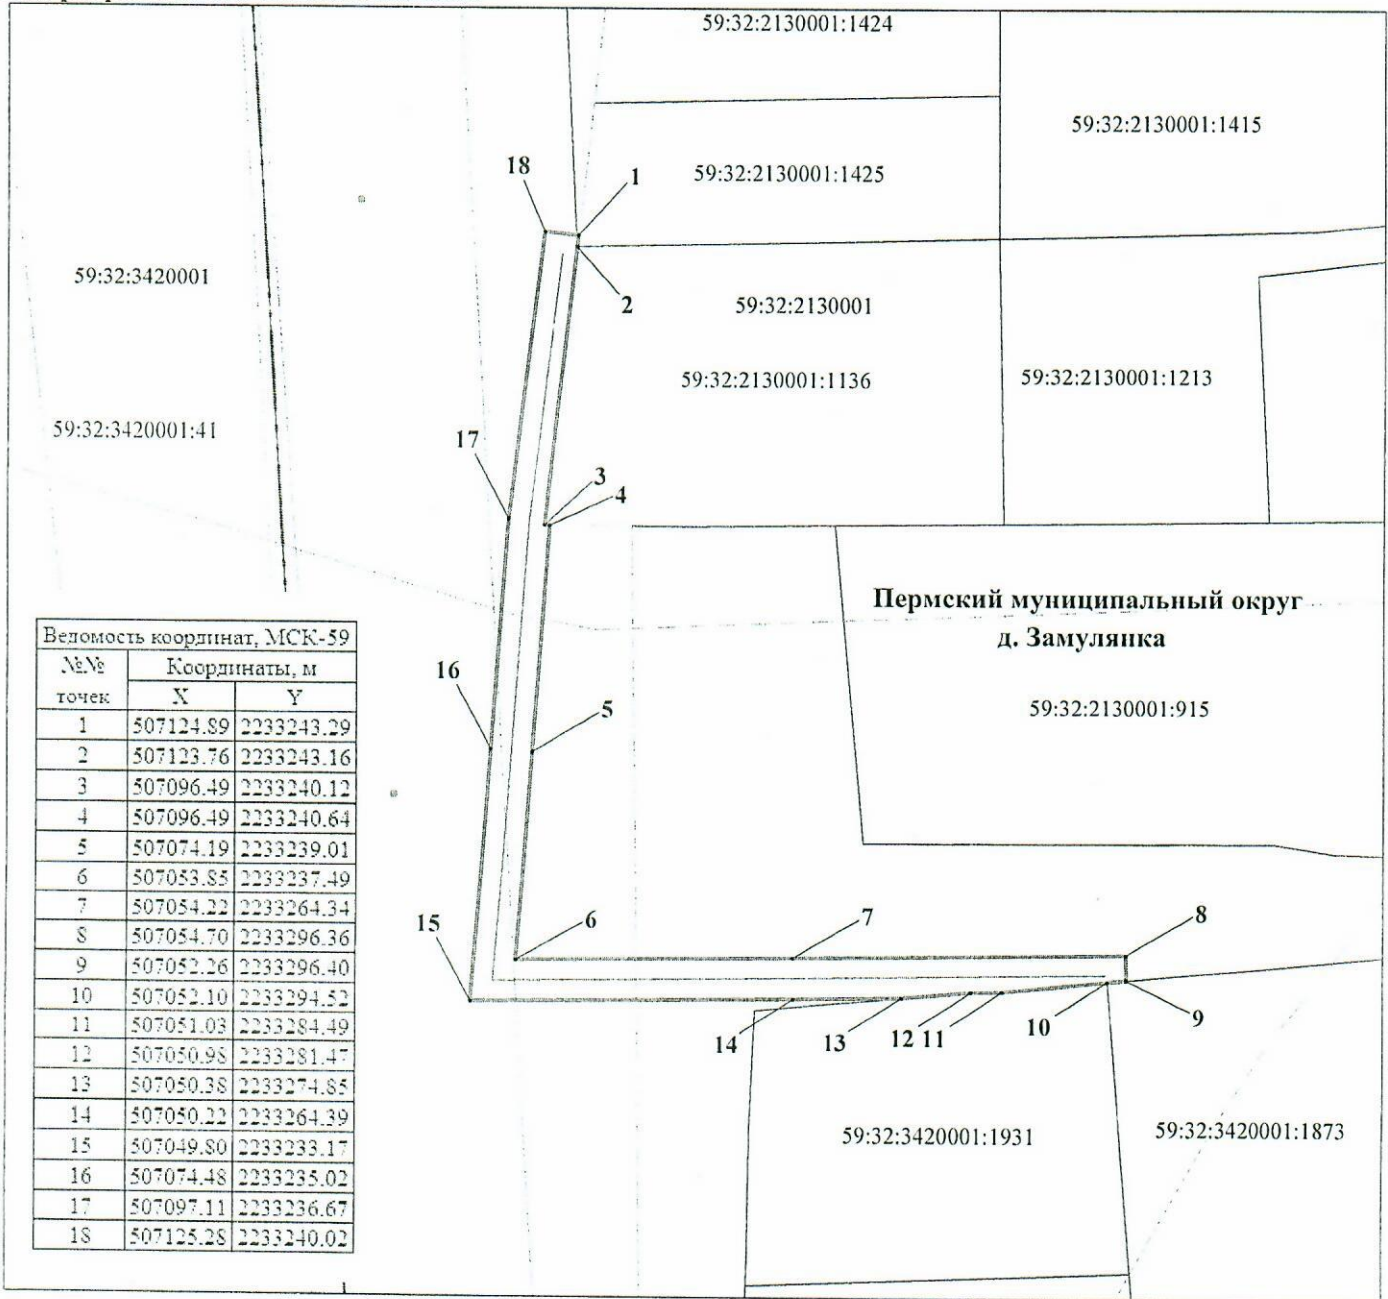 59:32:2130001:1424
59:32:2130001:1415
59:32:2130001:1425
18
1
59:32:3420001
2
59:32:2130001
59:32:2130001:1136
59:32:2130001:1213
59:32:3420001:41
17
3
4
Пермский муниципальный округ
д. Замулянка
59:32:2130001:915
16
5
Ведомость координат, МСК-59
№№ точек Координаты, м
X Y
1 507124.89 2233243.29
2 507123.76 2233243.16
3 507096.49 2233240.12
4 507096.49 2233240.64
5 507074.19 2233239.01
6 507053.85 2233237.49
7 507054.22 2233264.34
8 507054.70 2233296.36
9 507052.26 2233296.40
10 507052.10 2233294.52
11 507051.03 2233284.49
12 507050.98 2233281.47
13 507050.38 2233274.85
14 507050.22 2233264.39
15 507049.80 2233233.17
16 507074.48 2233235.02
17 507097.11 2233236.67
18 507125.28 2233240.02
15
6
7
8
14
13
12
11
10
9
59:32:3420001:1931
59:32:3420001:1873